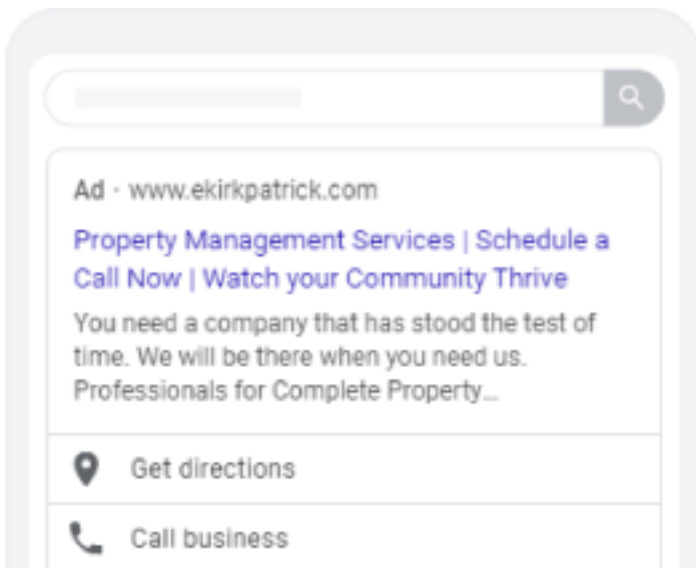 Ad · www.ekirkpatrick.com
Property Management Services | Schedule a
Call Now | Watch your Community Thrive
You need a company that has stood the test of
time. We will be there when you need us.
Professionals for Complete Property...
Get directions
Call business